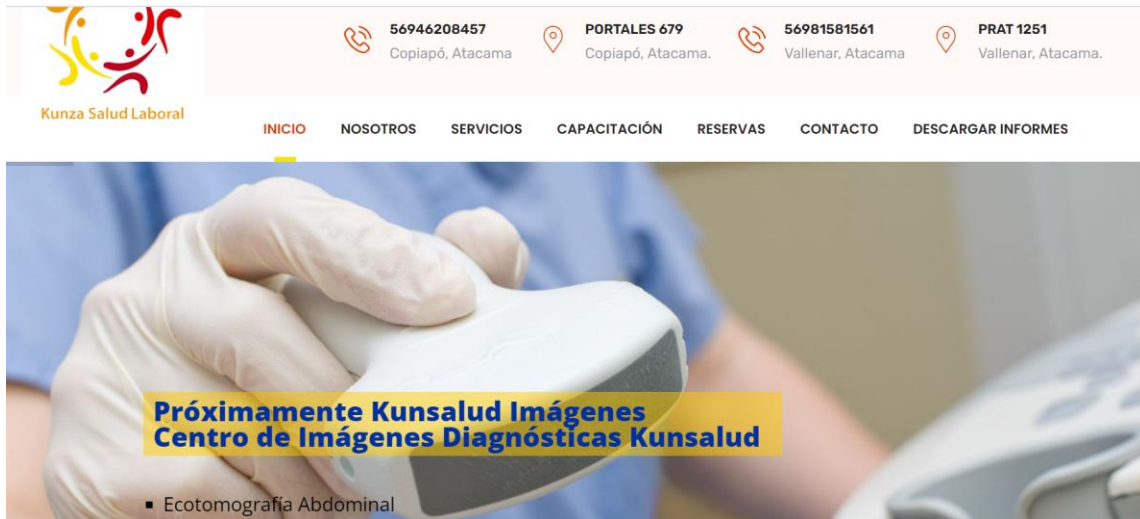 Kunza Salud Laboral
56946208457
Copiapó, Atacama
PORTALES 679
Copiapó, Atacama.
56981581561
Vallenar, Atacama
PRAT 1251
Vallenar, Atacama.
INICIO
NOSOTROS
SERVICIOS
CAPACITACIÓN
RESERVAS
CONTACTO
DESCARGAR INFORMES
Próximamente Kunsalud Imágenes
Centro de Imágenes Diagnósticas Kunsalud
▪ Ecotomografía Abdominal